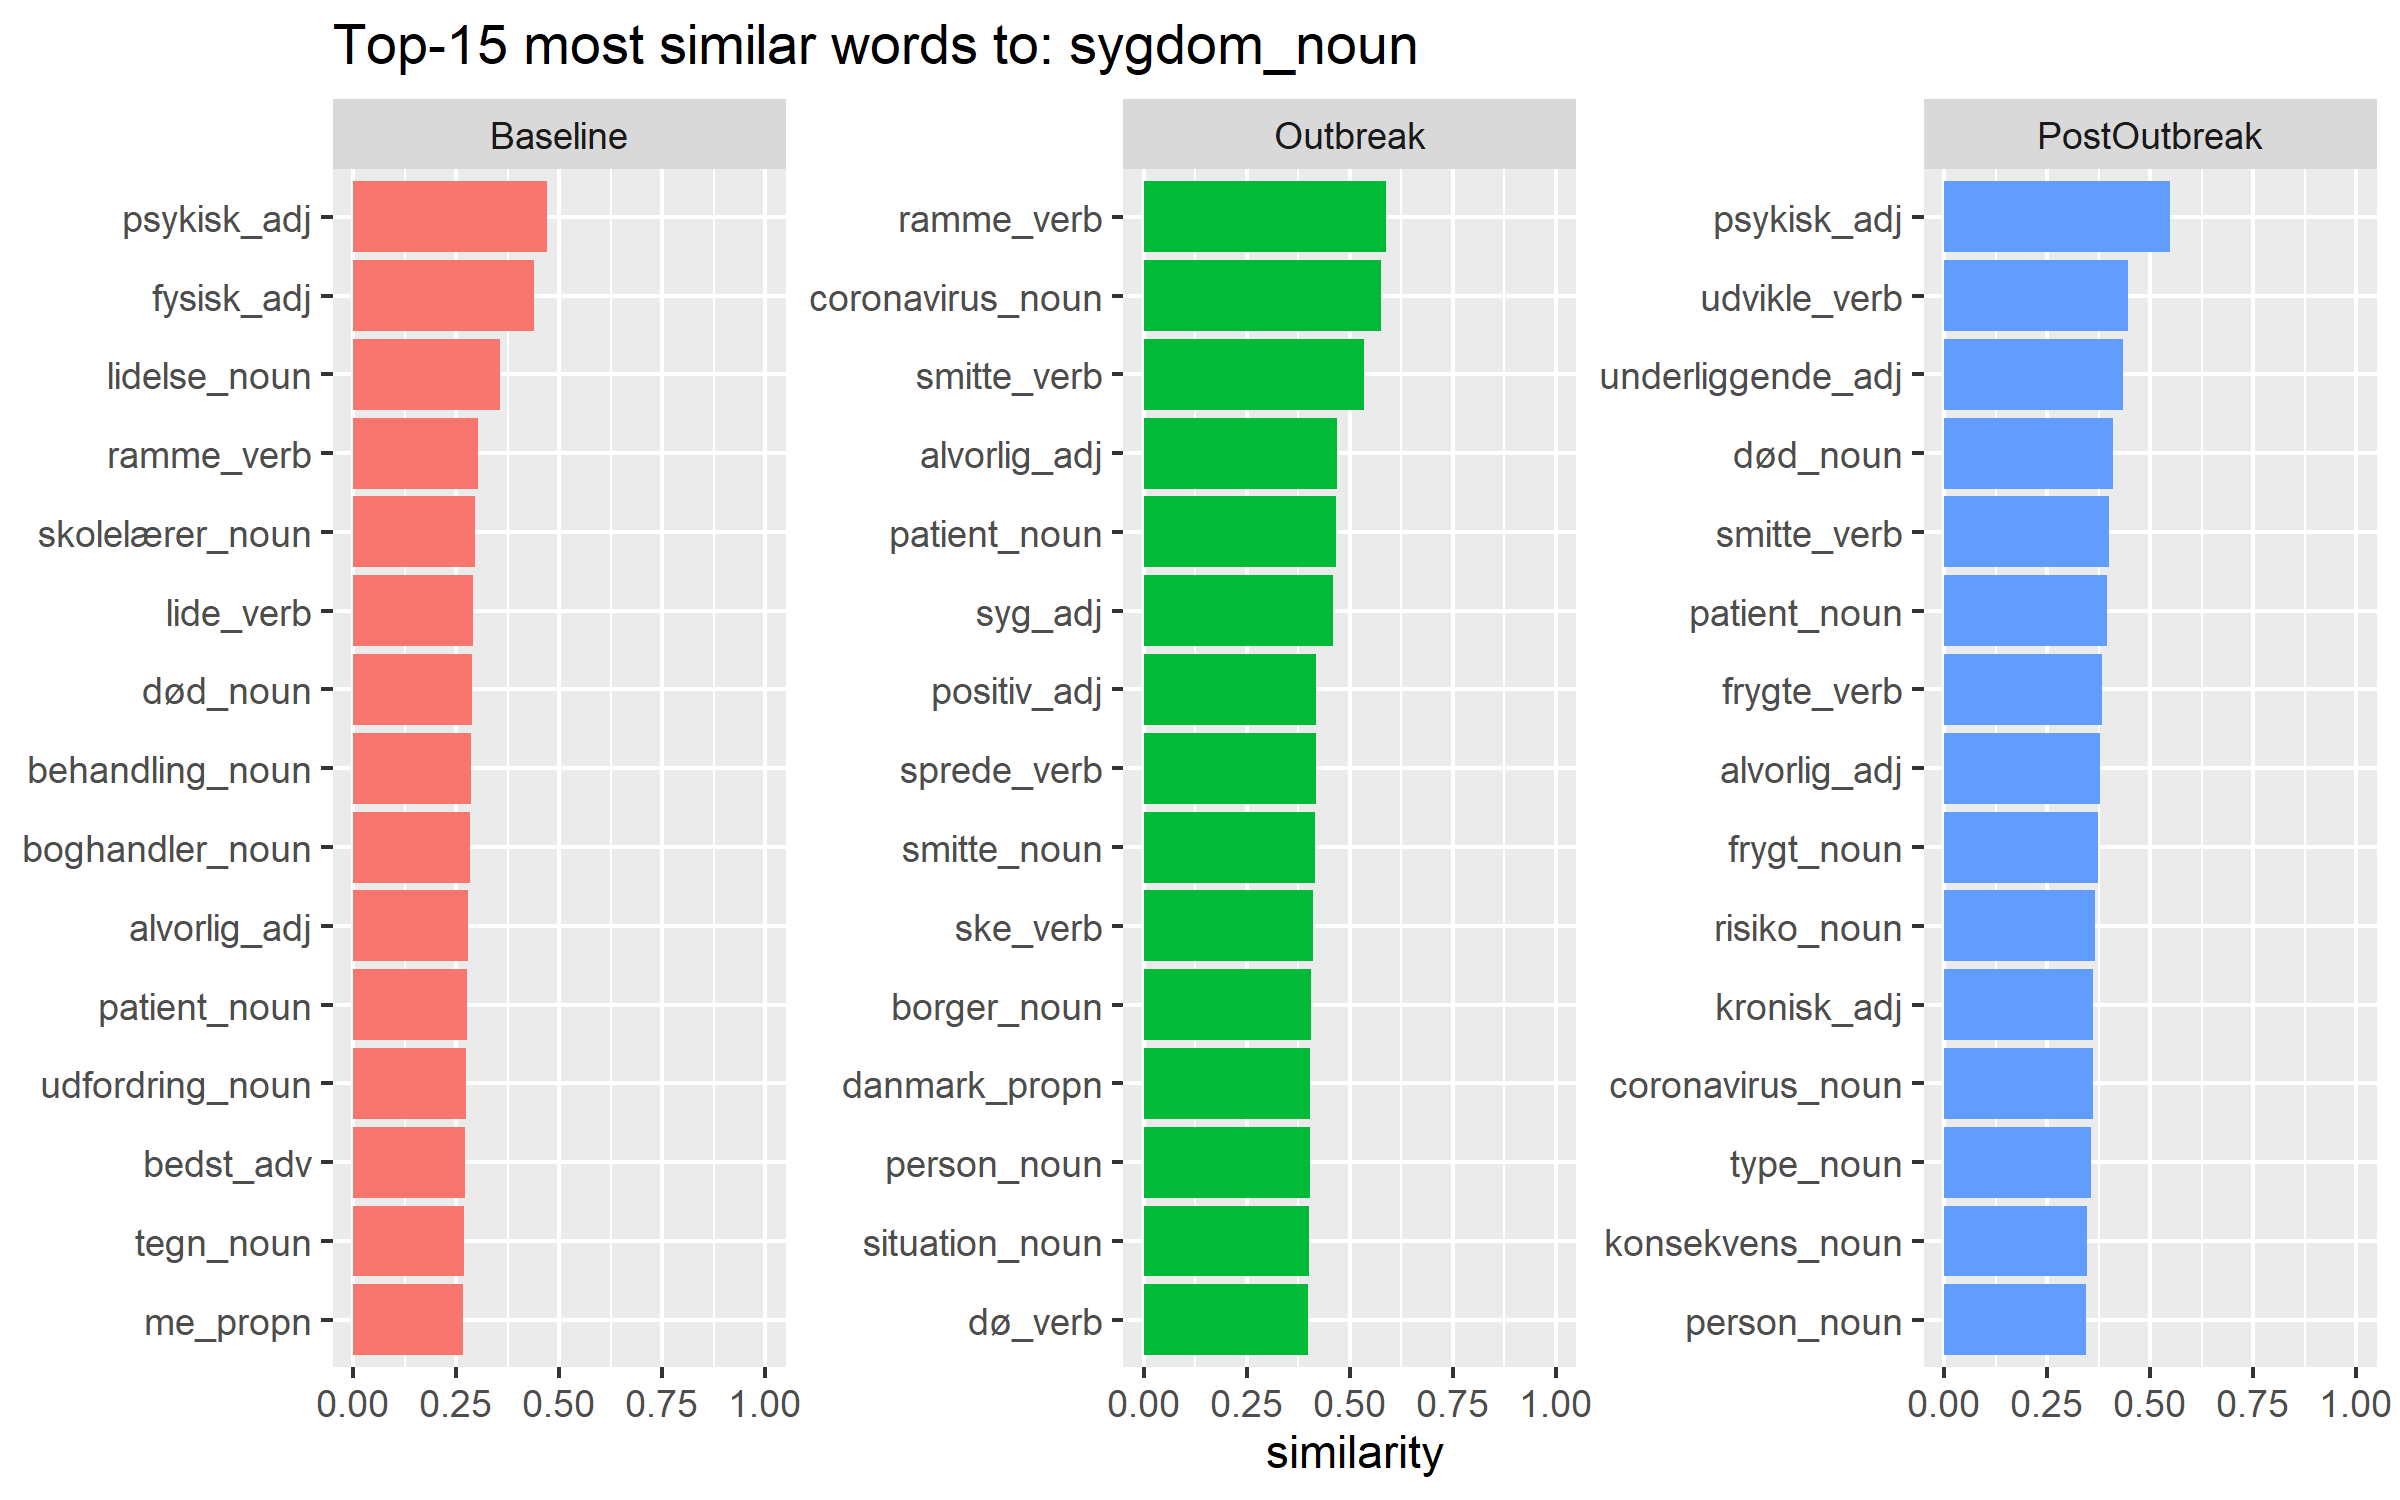 Top-15 most similar words to: sygdom_noun
Baseline
psykisk_adj
fysisk_adj
lidelse_noun
ramme_verb
skolelærer_noun
lide_verb
død_noun
behandling_noun
boghandler_noun
alvorlig_adj
patient_noun
udfordring_noun
bedst_adv
tegn_noun
me_propn
0.00 0.25 0.50 0.75 1.00
Outbreak
ramme_verb
coronavirus_noun
smitte_verb
alvorlig_adj
patient_noun
syg_adj
positiv_adj
sprede_verb
smitte_noun
ske_verb
borger_noun
danmark_propn
person_noun
situation_noun
dø_verb
0.00 0.25 0.50 0.75 1.00
PostOutbreak
psykisk_adj
udvikle_verb
underliggende_adj
død_noun
smitte_verb
patient_noun
frygte_verb
alvorlig_adj
frygt_noun
risiko_noun
kronisk_adj
coronavirus_noun
type_noun
konsekvens_noun
person_noun
0.00 0.25 0.50 0.75 1.00
similarity